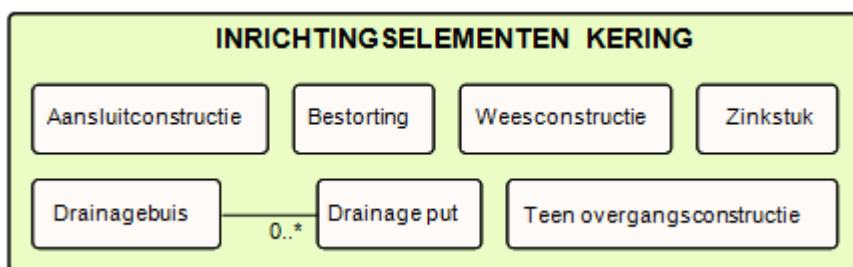 INRICHTINGSELEMENTEN KERING
Aansluitconstructie
Bestorting
Weesconstructie
Zinkstuk
Drainagebuis
0..*
Drainage put
Teen overgangsconstructie